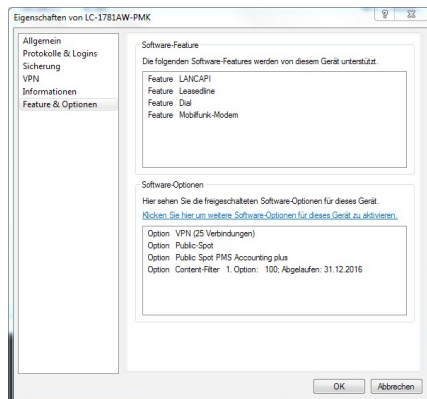 Eigenschaften von LC-1781AW-PMK
Allgemein
Protokolle & Logins
Sicherung
VPN
Informationen
Feature & Optionen
Software-Feature
Die folgenden Software-Features werden von diesem Gerät unterstützt.
Feature LANCAPI
Feature Leasedline
Feature Dial
Feature Mobilfunk-Modem
Software-Optionen
Hier sehen Sie die freigeschalteten Software-Optionen für dieses Gerät.
Klicken Sie hier um weitere Software-Optionen für dieses Gerät zu aktivieren.
Option VPN (25 Verbindungen)
Option Public-Spot
Option Public Spot PMS Accounting plus
Option Content-Filter 1. Option: 100; Abgelaufen: 31.12.2016
OK Abbrechen